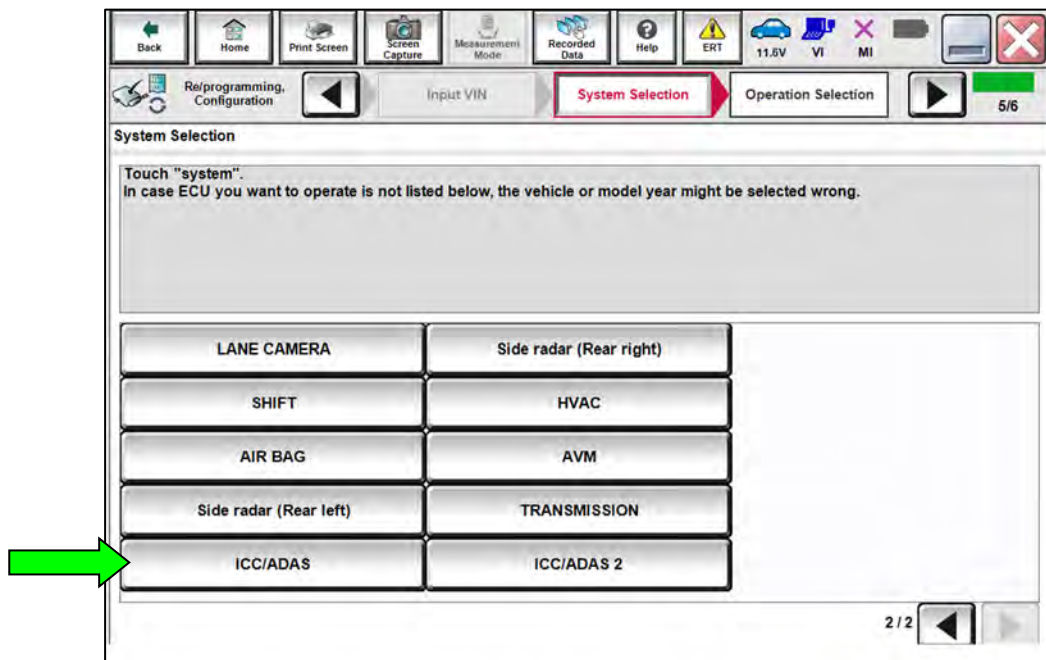 Back
Home
Print Screen
Screen
Capture
Measurement
Mode
Recorded
Data
Help
ERT
11.6V
VI
MI
Re/programming,
Configuration
Input VIN
System Selection
Operation Selection
5/6
System Selection
Touch "system".
In case ECU you want to operate is not listed below, the vehicle or model year might be selected wrong.
LANE CAMERA
Side radar (Rear right)
SHIFT
HVAC
AIR BAG
AVM
Side radar (Rear left)
TRANSMISSION
ICC/ADAS
ICC/ADAS 2
2/2